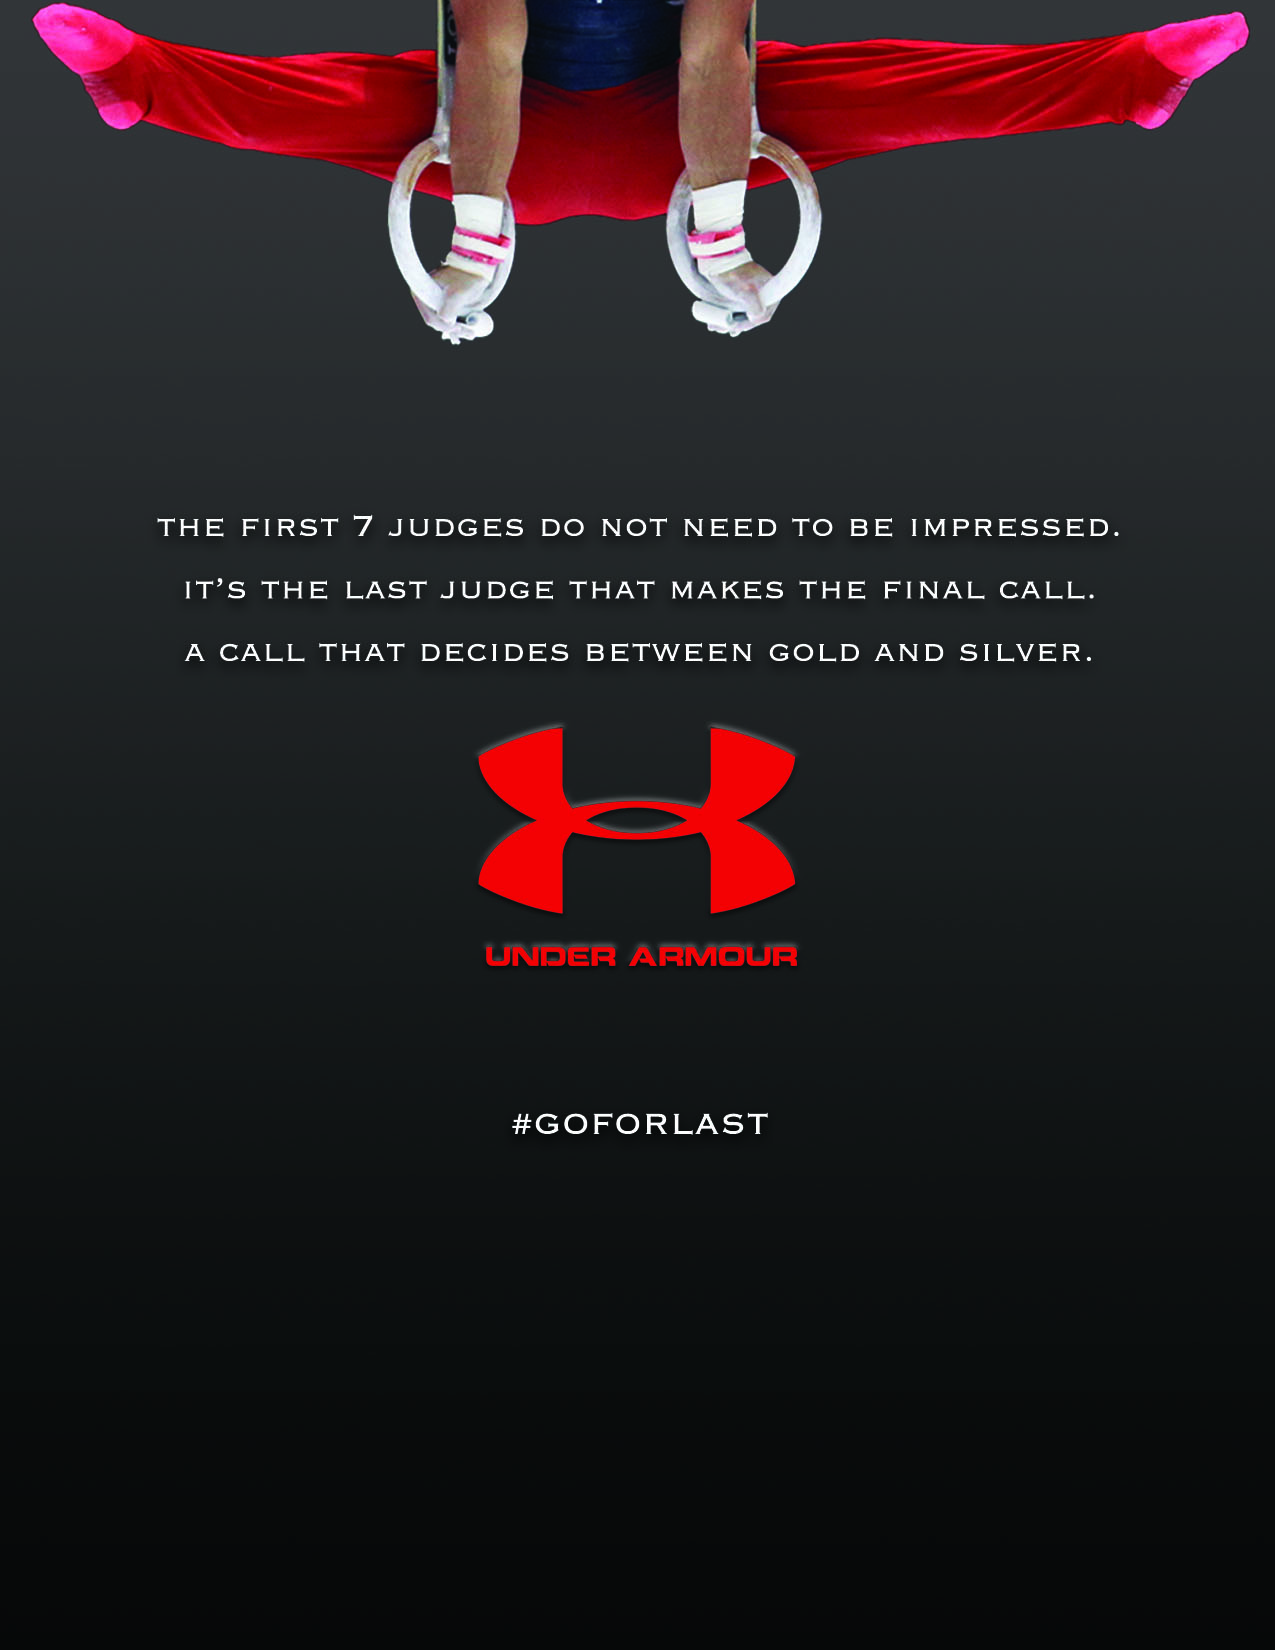 THE FIRST 7 JUDGES DO NOT NEED TO BE IMPRESSED.
IT'S THE LAST JUDGE THAT MAKES THE FINAL CALL.
A CALL THAT DECIDES BETWEEN GOLD AND SILVER.
UNDER ARMOUR
#GOFORLAST